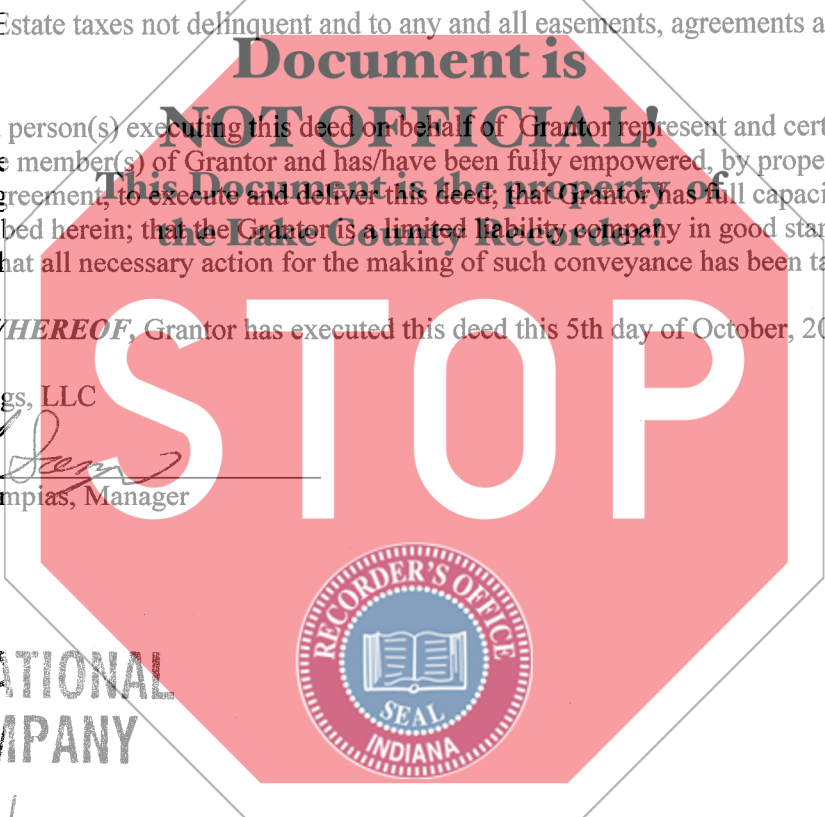 Estate taxes not delinquent and to any and all easements, agreements a
Document is
NOT OFFICIAL!
person(s) executing this deed on behalf of Grantor represent and cert
member(s) of Grantor and has/have been fully empowered, by prope
This Document is the property of
greement, to execute and deliver this deed; that Grantor has full capaci
the Lake County Recorder!
bed herein; that the Grantor is a limited liability company in good stan
hat all necessary action for the making of such conveyance has been ta
HEREOF, Grantor has executed this deed this 5th day of October, 20
STOP
gs, LLC
mpias, Manager
RECORDER'S OFFICE
SEAL
INDIANA
ATIONAL
MPANY